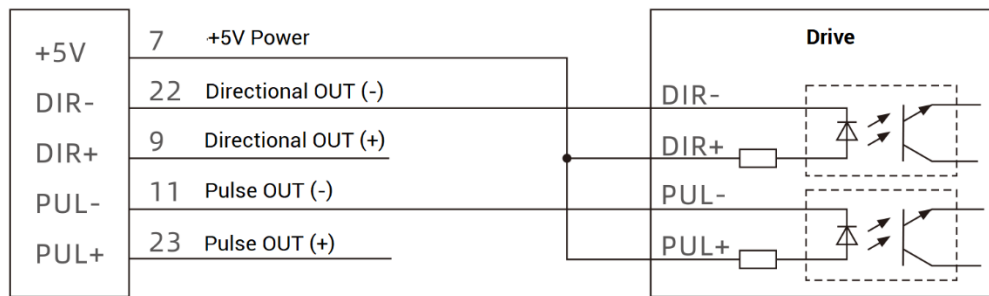 +5V 7 +5V Power Drive
DIR- 22 Directional OUT (-) DIR-
DIR+ 9 Directional OUT (+) DIR+
PUL- 11 Pulse OUT (-) PUL-
PUL+ 23 Pulse OUT (+) PUL+